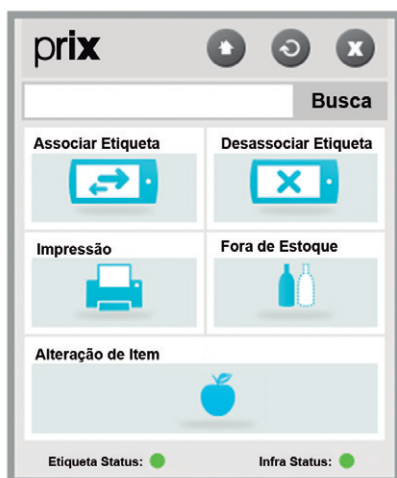 prix
Busca
Associar Etiqueta Desassociar Etiqueta
Impressão Fora de Estoque
Alteração de Item
Etiqueta Status: Infra Status: